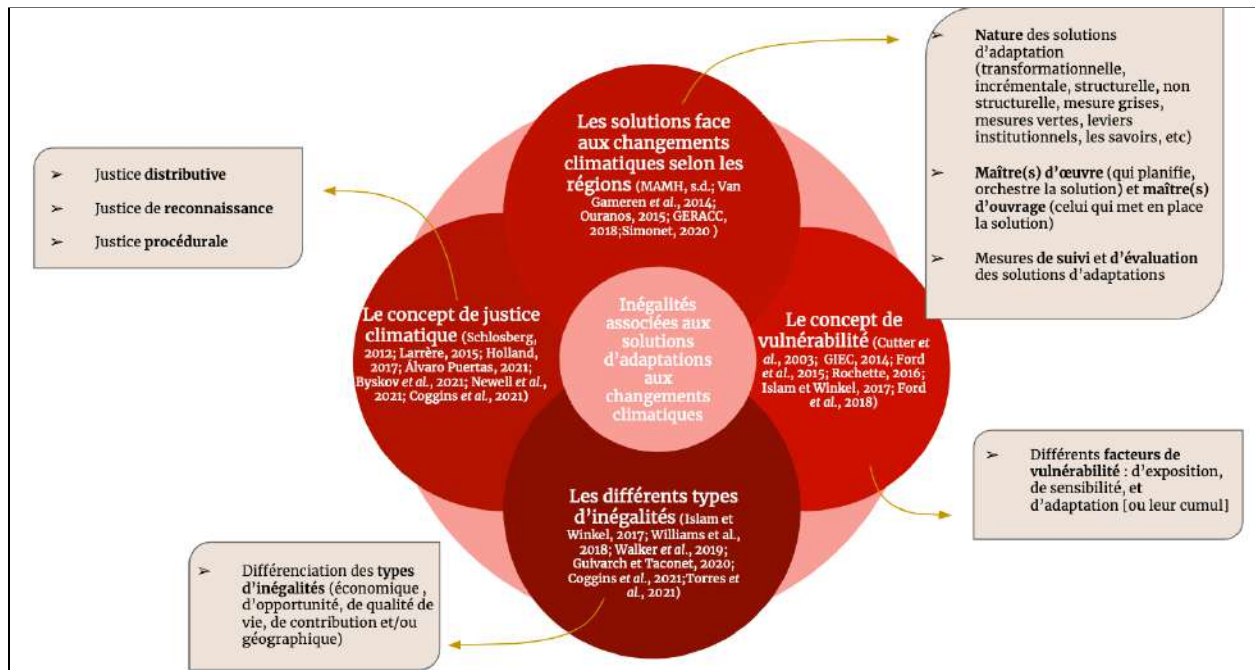 Les solutions face
aux changements
climatiques selon les
régions (MAMH, s.d.; Van
Gameren et al., 2014;
Ouranos, 2015; GERACC,
2018;Simonet, 2020 )
➢ Nature des solutions
d’adaptation
(transformationnelle,
incrémentale, structurelle, non
structurelle, mesure grises,
mesures vertes, leviers
institutionnels, les savoirs, etc)
➢ Maître(s) d’œuvre (qui planifie,
orchestre la solution) et maître(s)
d’ouvrage (celui qui met en place
la solution)
➢ Mesures de suivi et d’évaluation
des solutions d’adaptations
➢ Justice distributive
➢ Justice de reconnaissance
➢ Justice procédurale
Le concept de justice
climatique (Schlosberg,
2012; Larrère, 2015; Holland,
2017; Álvaro Puertas, 2021;
Byskov et al., 2021; Newell et al.,
2021; Coggins et al., 2021)
Inégalités
associées aux
solutions
d’adaptations
aux
changements
climatiques
Le concept de
vulnérabilité (Cutter et
al., 2003; GIEC, 2014; Ford
et al., 2015; Rochette, 2016;
Islam et Winkel, 2017; Ford
et al., 2018)
➢ Différents facteurs de
vulnérabilité : d’exposition,
de sensibilité, et
d’adaptation [ou leur cumul]
Les différents types
d’inégalités (Islam et
Winkel, 2017; Williams et al.,
2018; Walker et al., 2019;
Guivarch et Taconet, 2020;
Coggins et al., 2021;Torres et
al., 2021)
➢ Différenciation des types
d’inégalités (économique ,
d’opportunité, de qualité de
vie, de contribution et/ou
géographique)